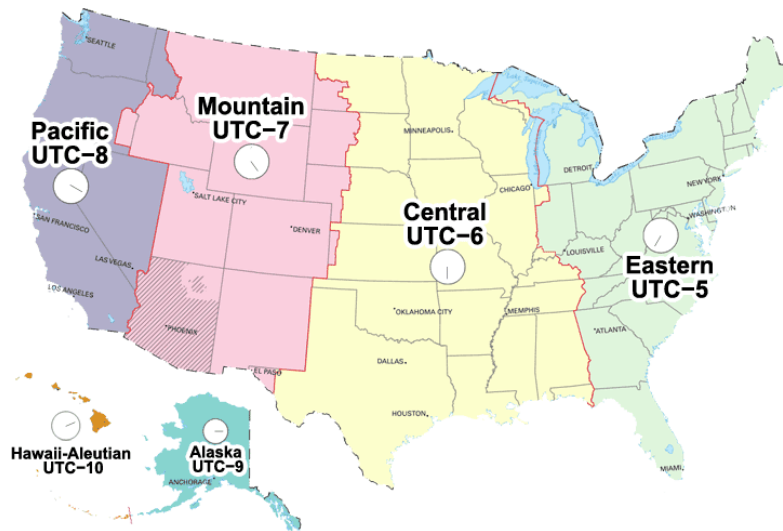 SEATTLE
Mountain
UTC−7
Pacific
UTC−8
MINNEAPOLIS
Lake Superior
DETROIT
NEW YORK
CHICAGO
SALT LAKE CITY
Central
UTC−6
WASHINGTON
SAN FRANCISCO
DENVER
LAS VEGAS
LOUISVILLE
Eastern
UTC−5
LOS ANGELES
OKLAHOMA CITY
MEMPHIS
PHOENIX
ATLANTA
DALLAS
EL PASO
HOUSTON
Hawaii-Aleutian
UTC−10
Alaska
UTC−9
ANCHORAGE
MIAMI